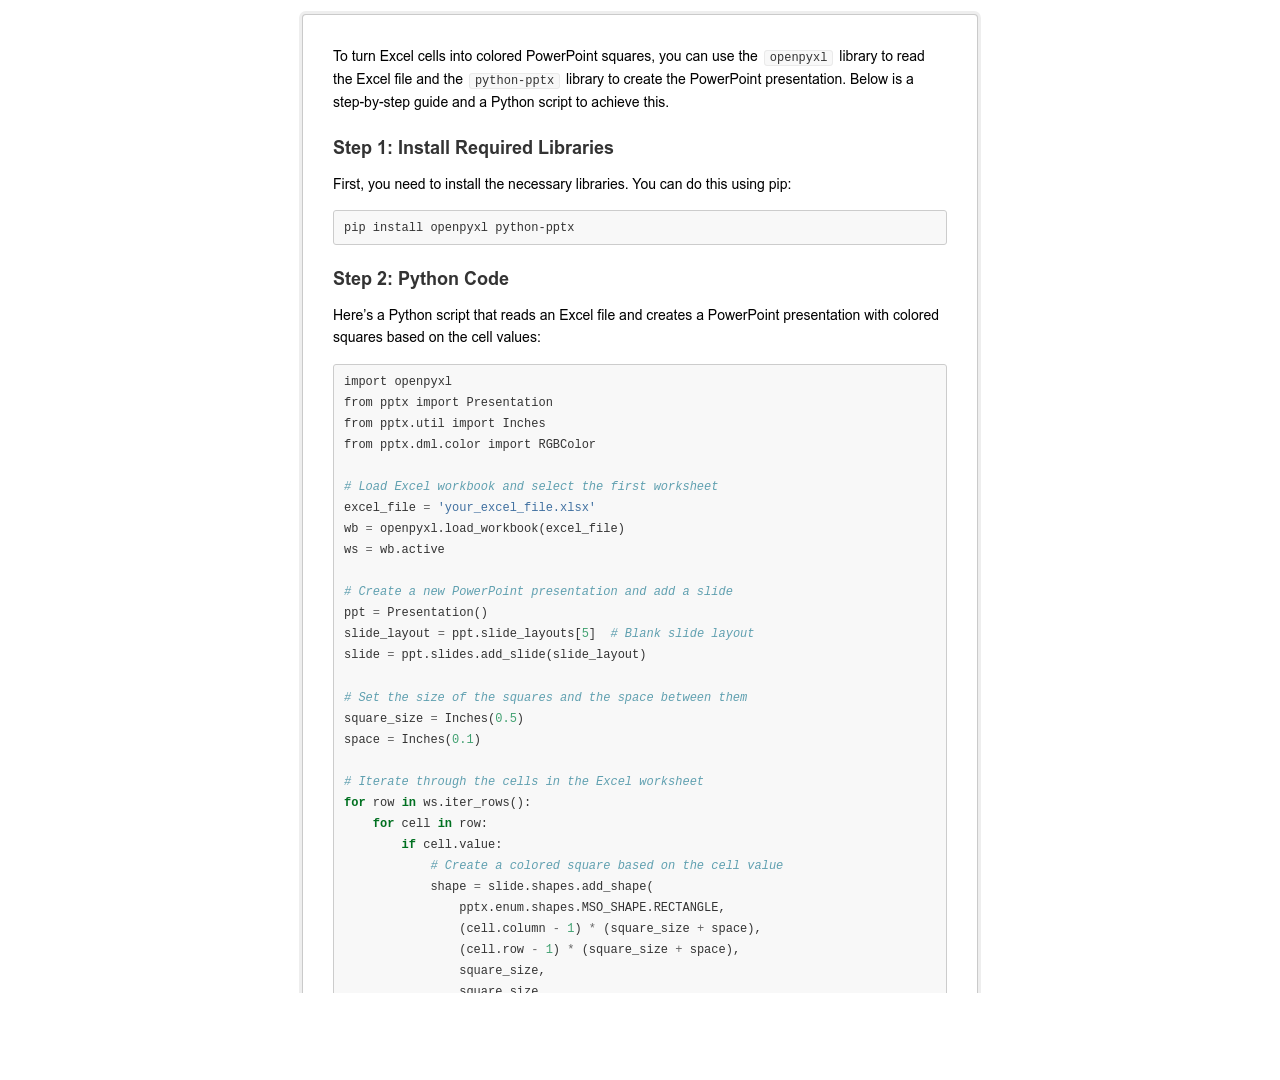 To turn Excel cells into colored PowerPoint squares, you can use the openpyxl library to read
the Excel file and the python-pptx library to create the PowerPoint presentation. Below is a
step-by-step guide and a Python script to achieve this.
Step 1: Install Required Libraries
First, you need to install the necessary libraries. You can do this using pip:
pip install openpyxl python-pptx
Step 2: Python Code
Here’s a Python script that reads an Excel file and creates a PowerPoint presentation with colored
squares based on the cell values:
import openpyxl
from pptx import Presentation
from pptx.util import Inches
from pptx.dml.color import RGBColor

# Load Excel workbook and select the first worksheet
excel_file = 'your_excel_file.xlsx'
wb = openpyxl.load_workbook(excel_file)
ws = wb.active

# Create a new PowerPoint presentation and add a slide
ppt = Presentation()
slide_layout = ppt.slide_layouts[5]  # Blank slide layout
slide = ppt.slides.add_slide(slide_layout)

# Set the size of the squares and the space between them
square_size = Inches(0.5)
space = Inches(0.1)

# Iterate through the cells in the Excel worksheet
for row in ws.iter_rows():
    for cell in row:
        if cell.value:
            # Create a colored square based on the cell value
            shape = slide.shapes.add_shape(
                pptx.enum.shapes.MSO_SHAPE.RECTANGLE,
                (cell.column - 1) * (square_size + space),
                (cell.row - 1) * (square_size + space),
                square_size,
                square_size